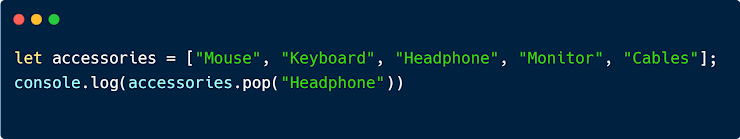 let accessories = ["Mouse", "Keyboard", "Headphone", "Monitor", "Cables"];
console.log(accessories.pop("Headphone"))